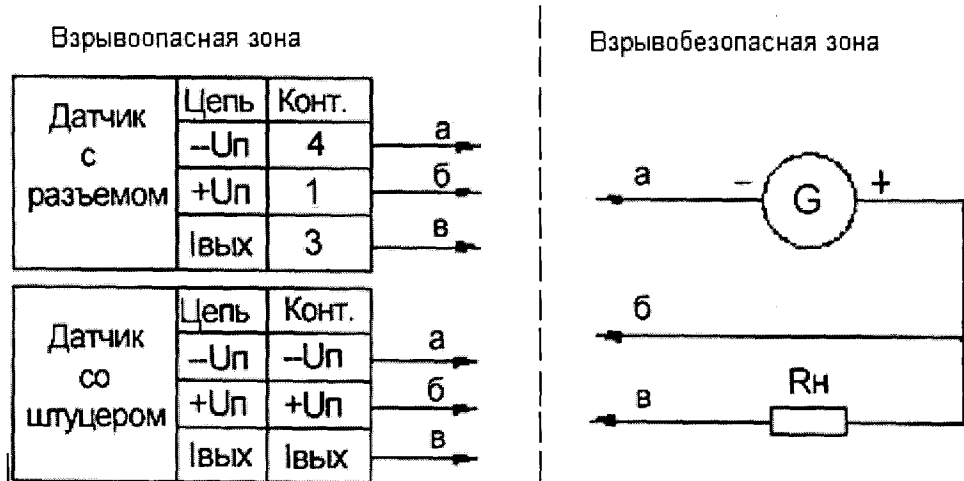 Взрывоопасная зона
Взрывобезопасная зона
Датчик
с
разъемом
Цепь Конт.
–Uп 4 а
+Uп 1 б
Iвых 3 в
Датчик
со
штуцером
Цепь Конт.
–Uп –Uп а
+Uп +Uп б
Iвых Iвых в
а – G +
б
в Rн